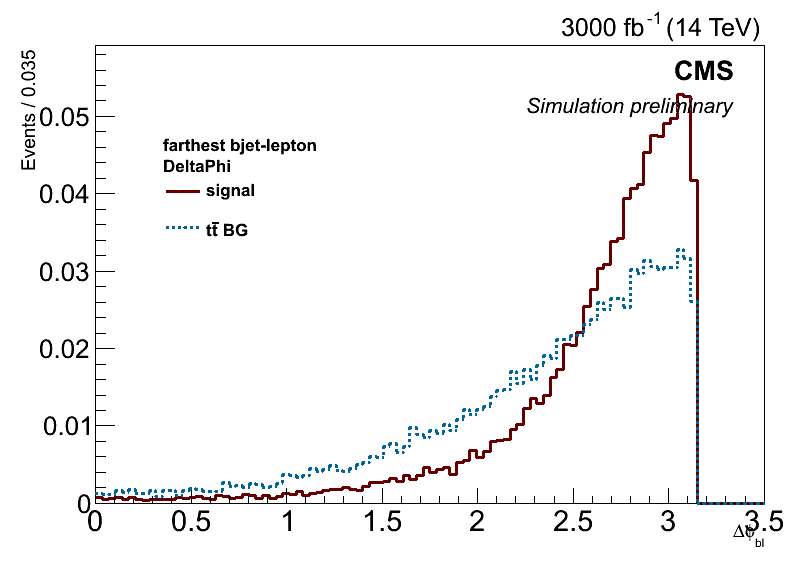 3000 fb-1 (14 TeV)
CMS
Simulation preliminary
Events / 0.035
farthest bjet-lepton
DeltaPhi
signal
tt̄ BG
0.05
0.04
0.03
0.02
0.01
0
0 0.5 1 1.5 2 2.5 3 3.5
Δϕbl